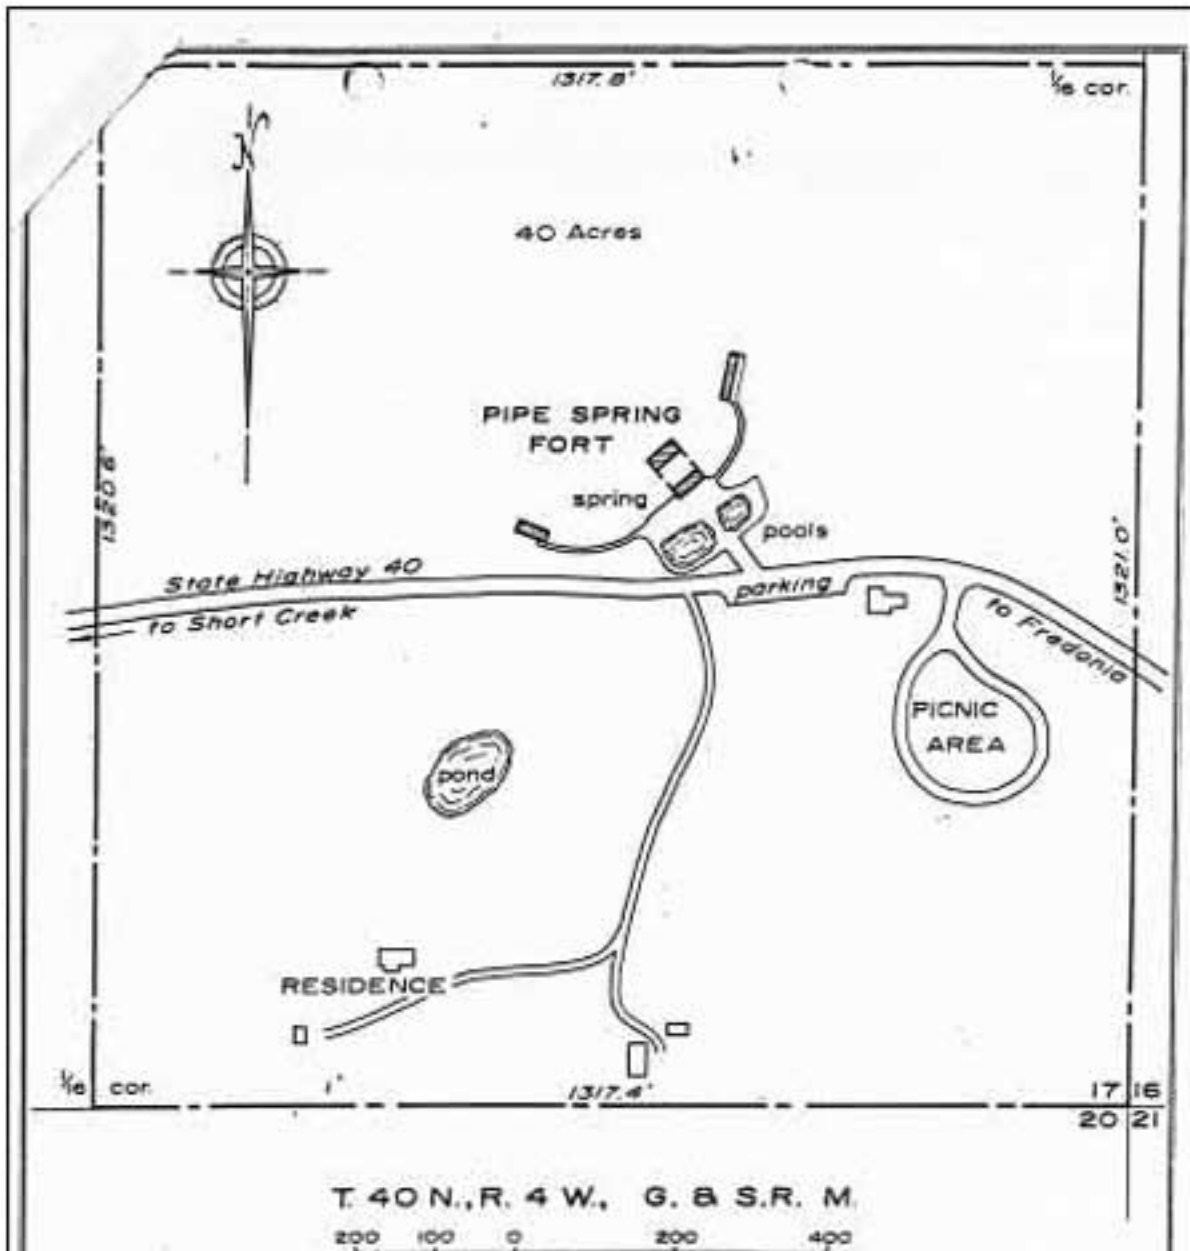 1317.8'
1/16 cor.
N
40 Acres
PIPE SPRING
FORT
spring
pools
1320.6'
1321.0'
State Highway 40
to Short Creek
parking
to Fredonia
PICNIC
AREA
pond
RESIDENCE
1/16 cor.
1"
1317.4'
17 16
20 21
T. 40 N., R. 4 W., G. & S.R. M.
200 100 0 200 400